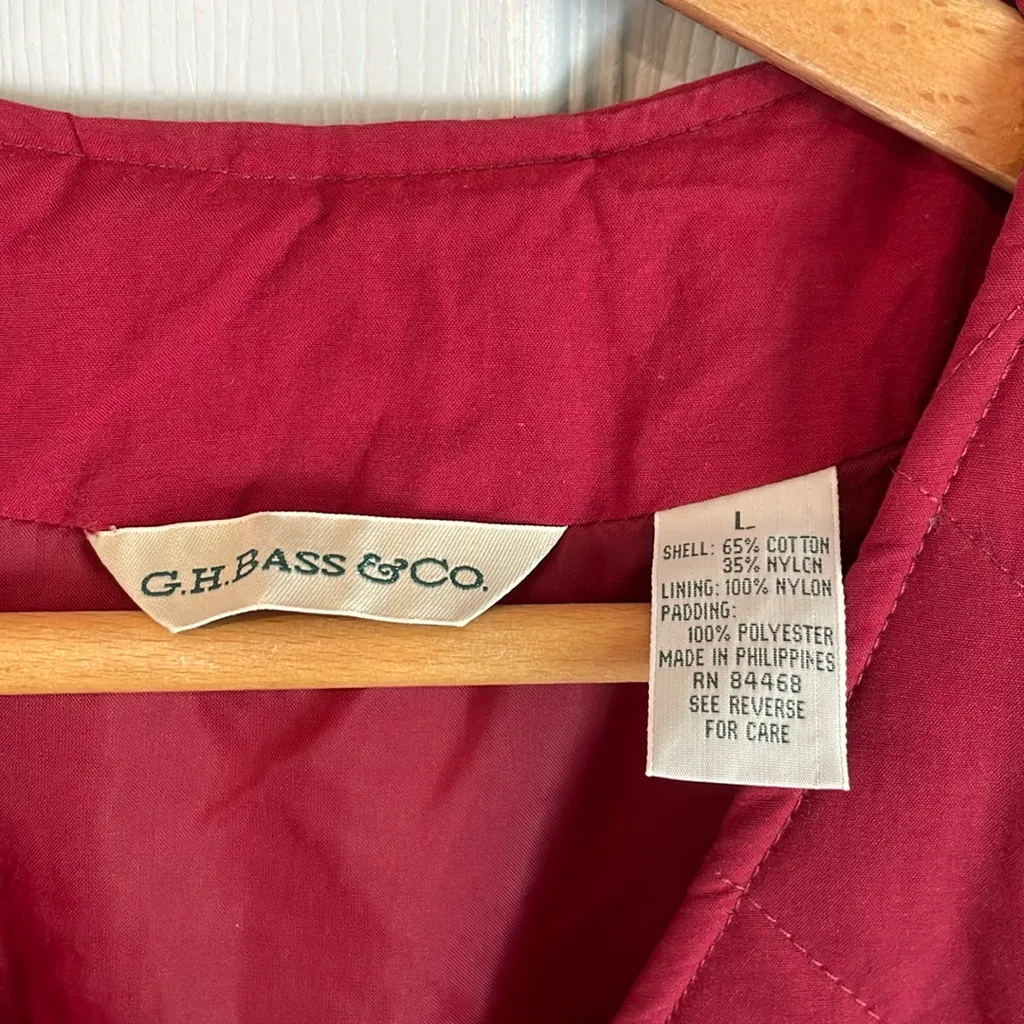 G.H.BASS &Co.
L
SHELL: 65% COTTON
35% NYLON
LINING: 100% NYLON
PADDING:
100% POLYESTER
MADE IN PHILIPPINES
RN 84468
SEE REVERSE
FOR CARE